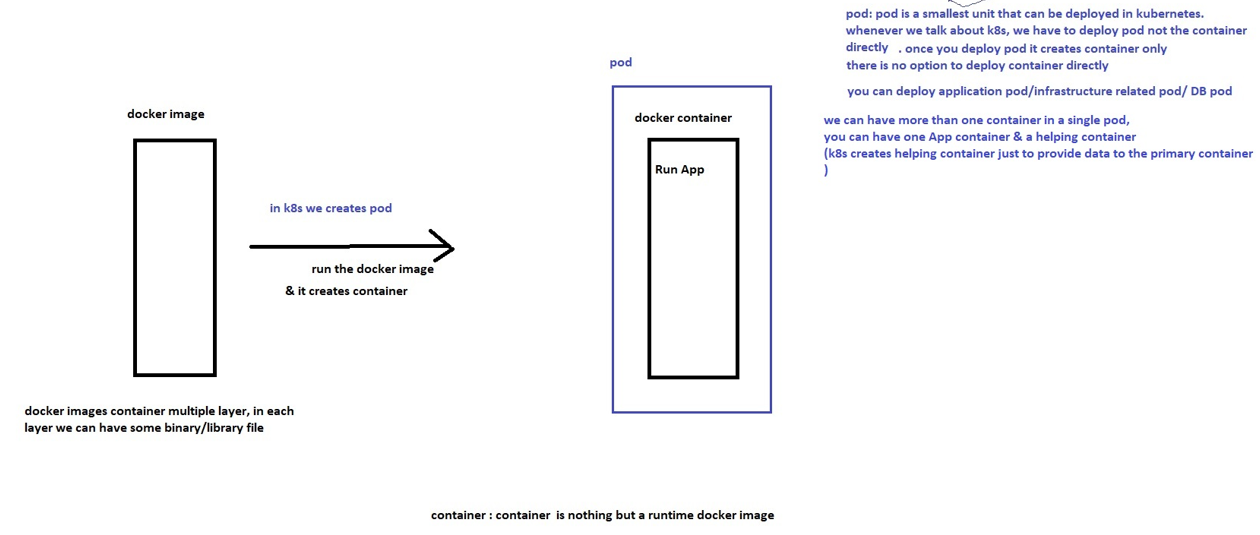 pod: pod is a smallest unit that can be deployed in kubernetes.
whenever we talk about k8s, we have to deploy pod not the container
directly . once you deploy pod it creates container only
there is no option to deploy container directly
you can deploy application pod/infrastructure related pod/ DB pod
we can have more than one container in a single pod,
you can have one App container & a helping container
(k8s creates helping container just to provide data to the primary container
)
pod
docker image
docker container
Run App
in k8s we creates pod
run the docker image
& it creates container
docker images container multiple layer, in each
layer we can have some binary/library file
container : container is nothing but a runtime docker image